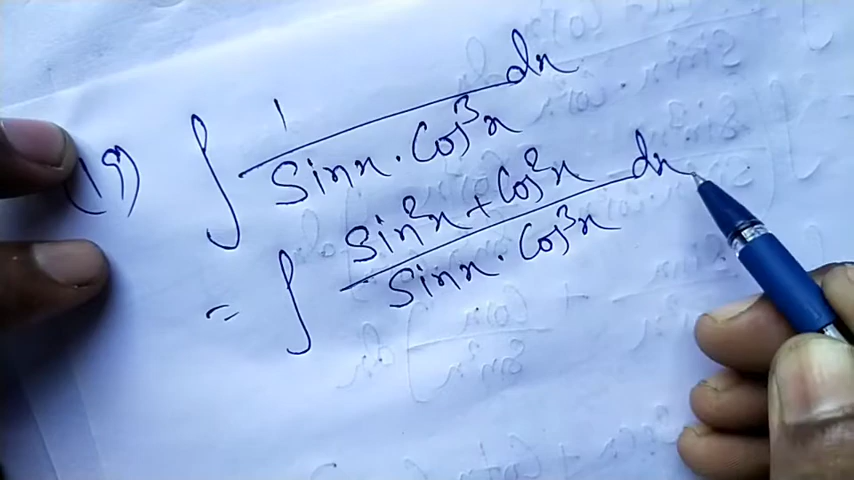 (19) ∫ 1 / (Sinx . Cos³x) dx
= ∫ (Sin²x + Cos²x) / (Sinx . Cos³x) dx